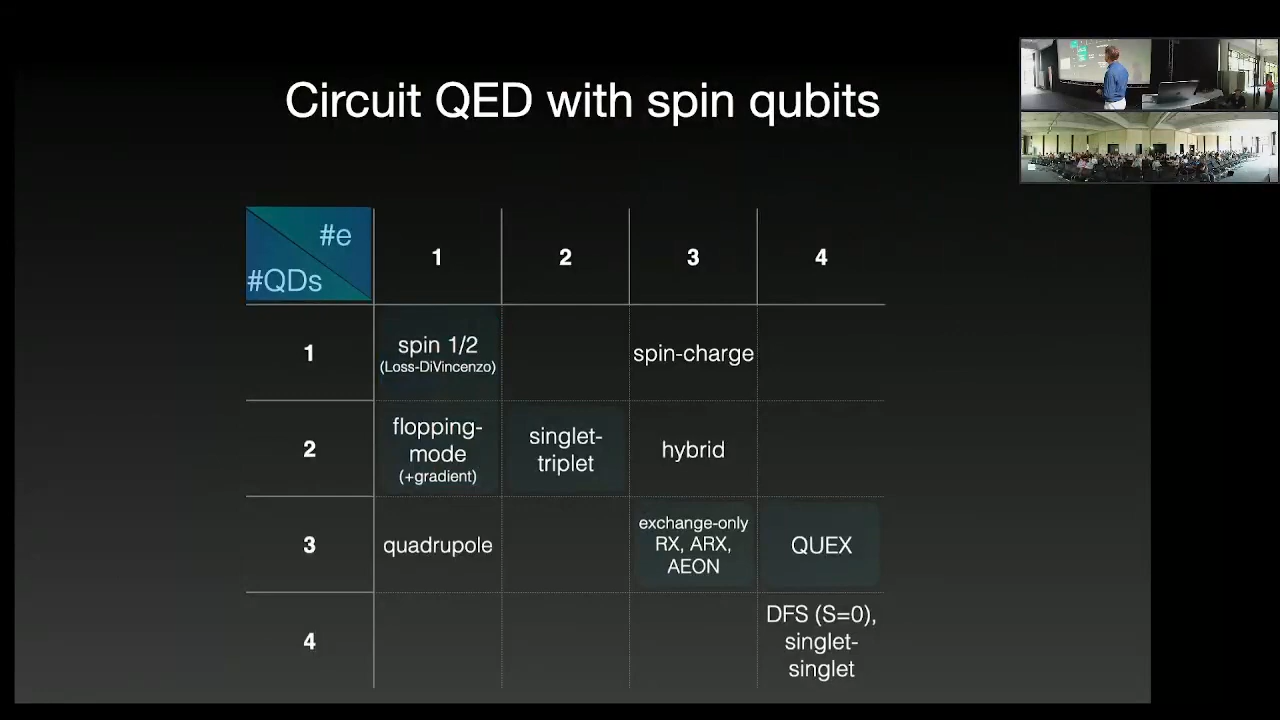 Circuit QED with spin qubits
#e
#QDs
1
2
3
4
1
spin 1/2
(Loss-DiVincenzo)
spin-charge
2
flopping-
mode
(+gradient)
singlet-
triplet
hybrid
3
quadrupole
exchange-only
RX, ARX,
AEON
QUEX
4
DFS (S=0),
singlet-
singlet